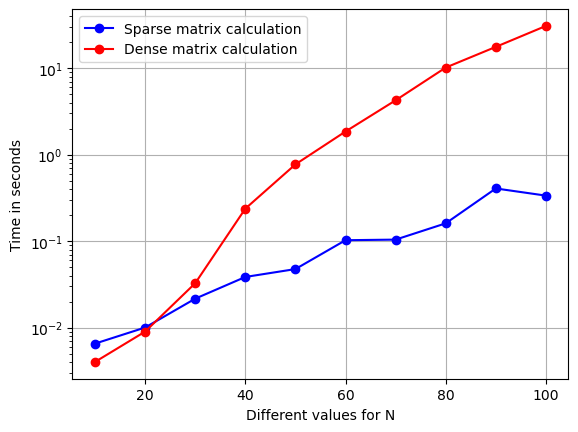 Sparse matrix calculation
Dense matrix calculation
Time in seconds
10¹
10⁰
10⁻¹
10⁻²
20 40 60 80 100
Different values for N